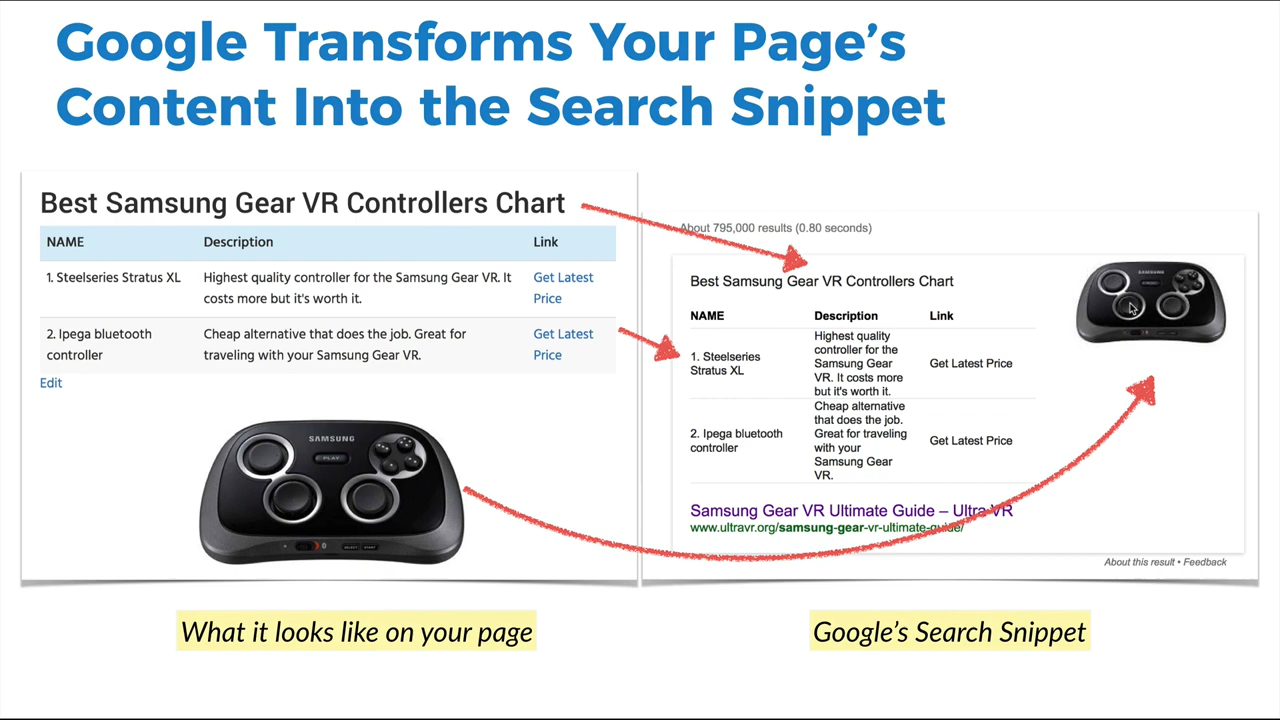 Google Transforms Your Page's
Content Into the Search Snippet
Best Samsung Gear VR Controllers Chart
NAME Description Link
1. Steelseries Stratus XL Highest quality controller for the Samsung Gear VR. It Get Latest
costs more but it's worth it. Price
2. Ipega bluetooth Cheap alternative that does the job. Great for Get Latest
controller traveling with your Samsung Gear VR. Price
Edit
SAMSUNG
PLAY
SELECT START
What it looks like on your page
About 795,000 results (0.80 seconds)
Best Samsung Gear VR Controllers Chart
NAME Description Link
Highest quality
controller for the
1. Steelseries Samsung Gear Get Latest Price
Stratus XL VR. It costs more
but it's worth it.
Cheap alternative
that does the job.
2. Ipega bluetooth Great for traveling Get Latest Price
controller with your
Samsung Gear
VR.
SAMSUNG
Samsung Gear VR Ultimate Guide – Ultra VR
www.ultravr.org/samsung-gear-vr-ultimate-guide/
About this result • Feedback
Google's Search Snippet